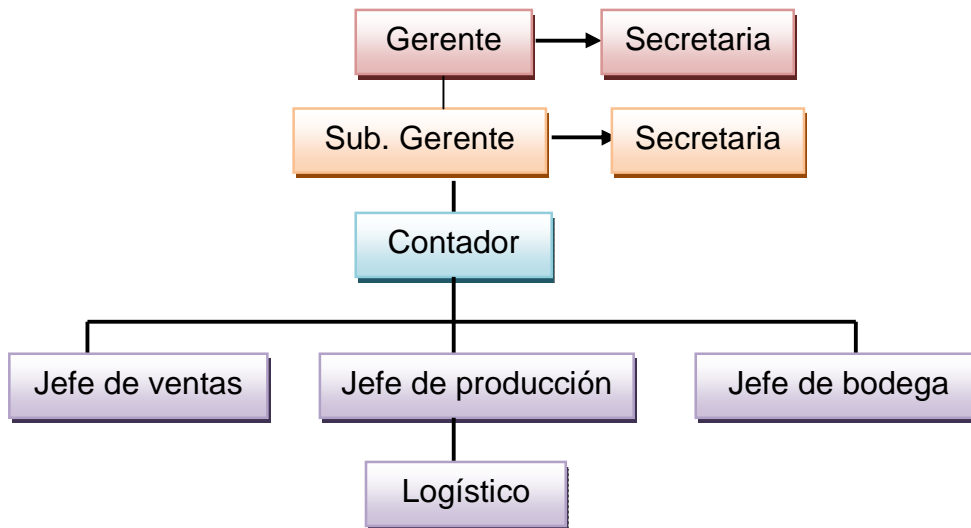 Gerente
Secretaria
Sub. Gerente
Secretaria
Contador
Jefe de ventas
Jefe de producción
Jefe de bodega
Logístico